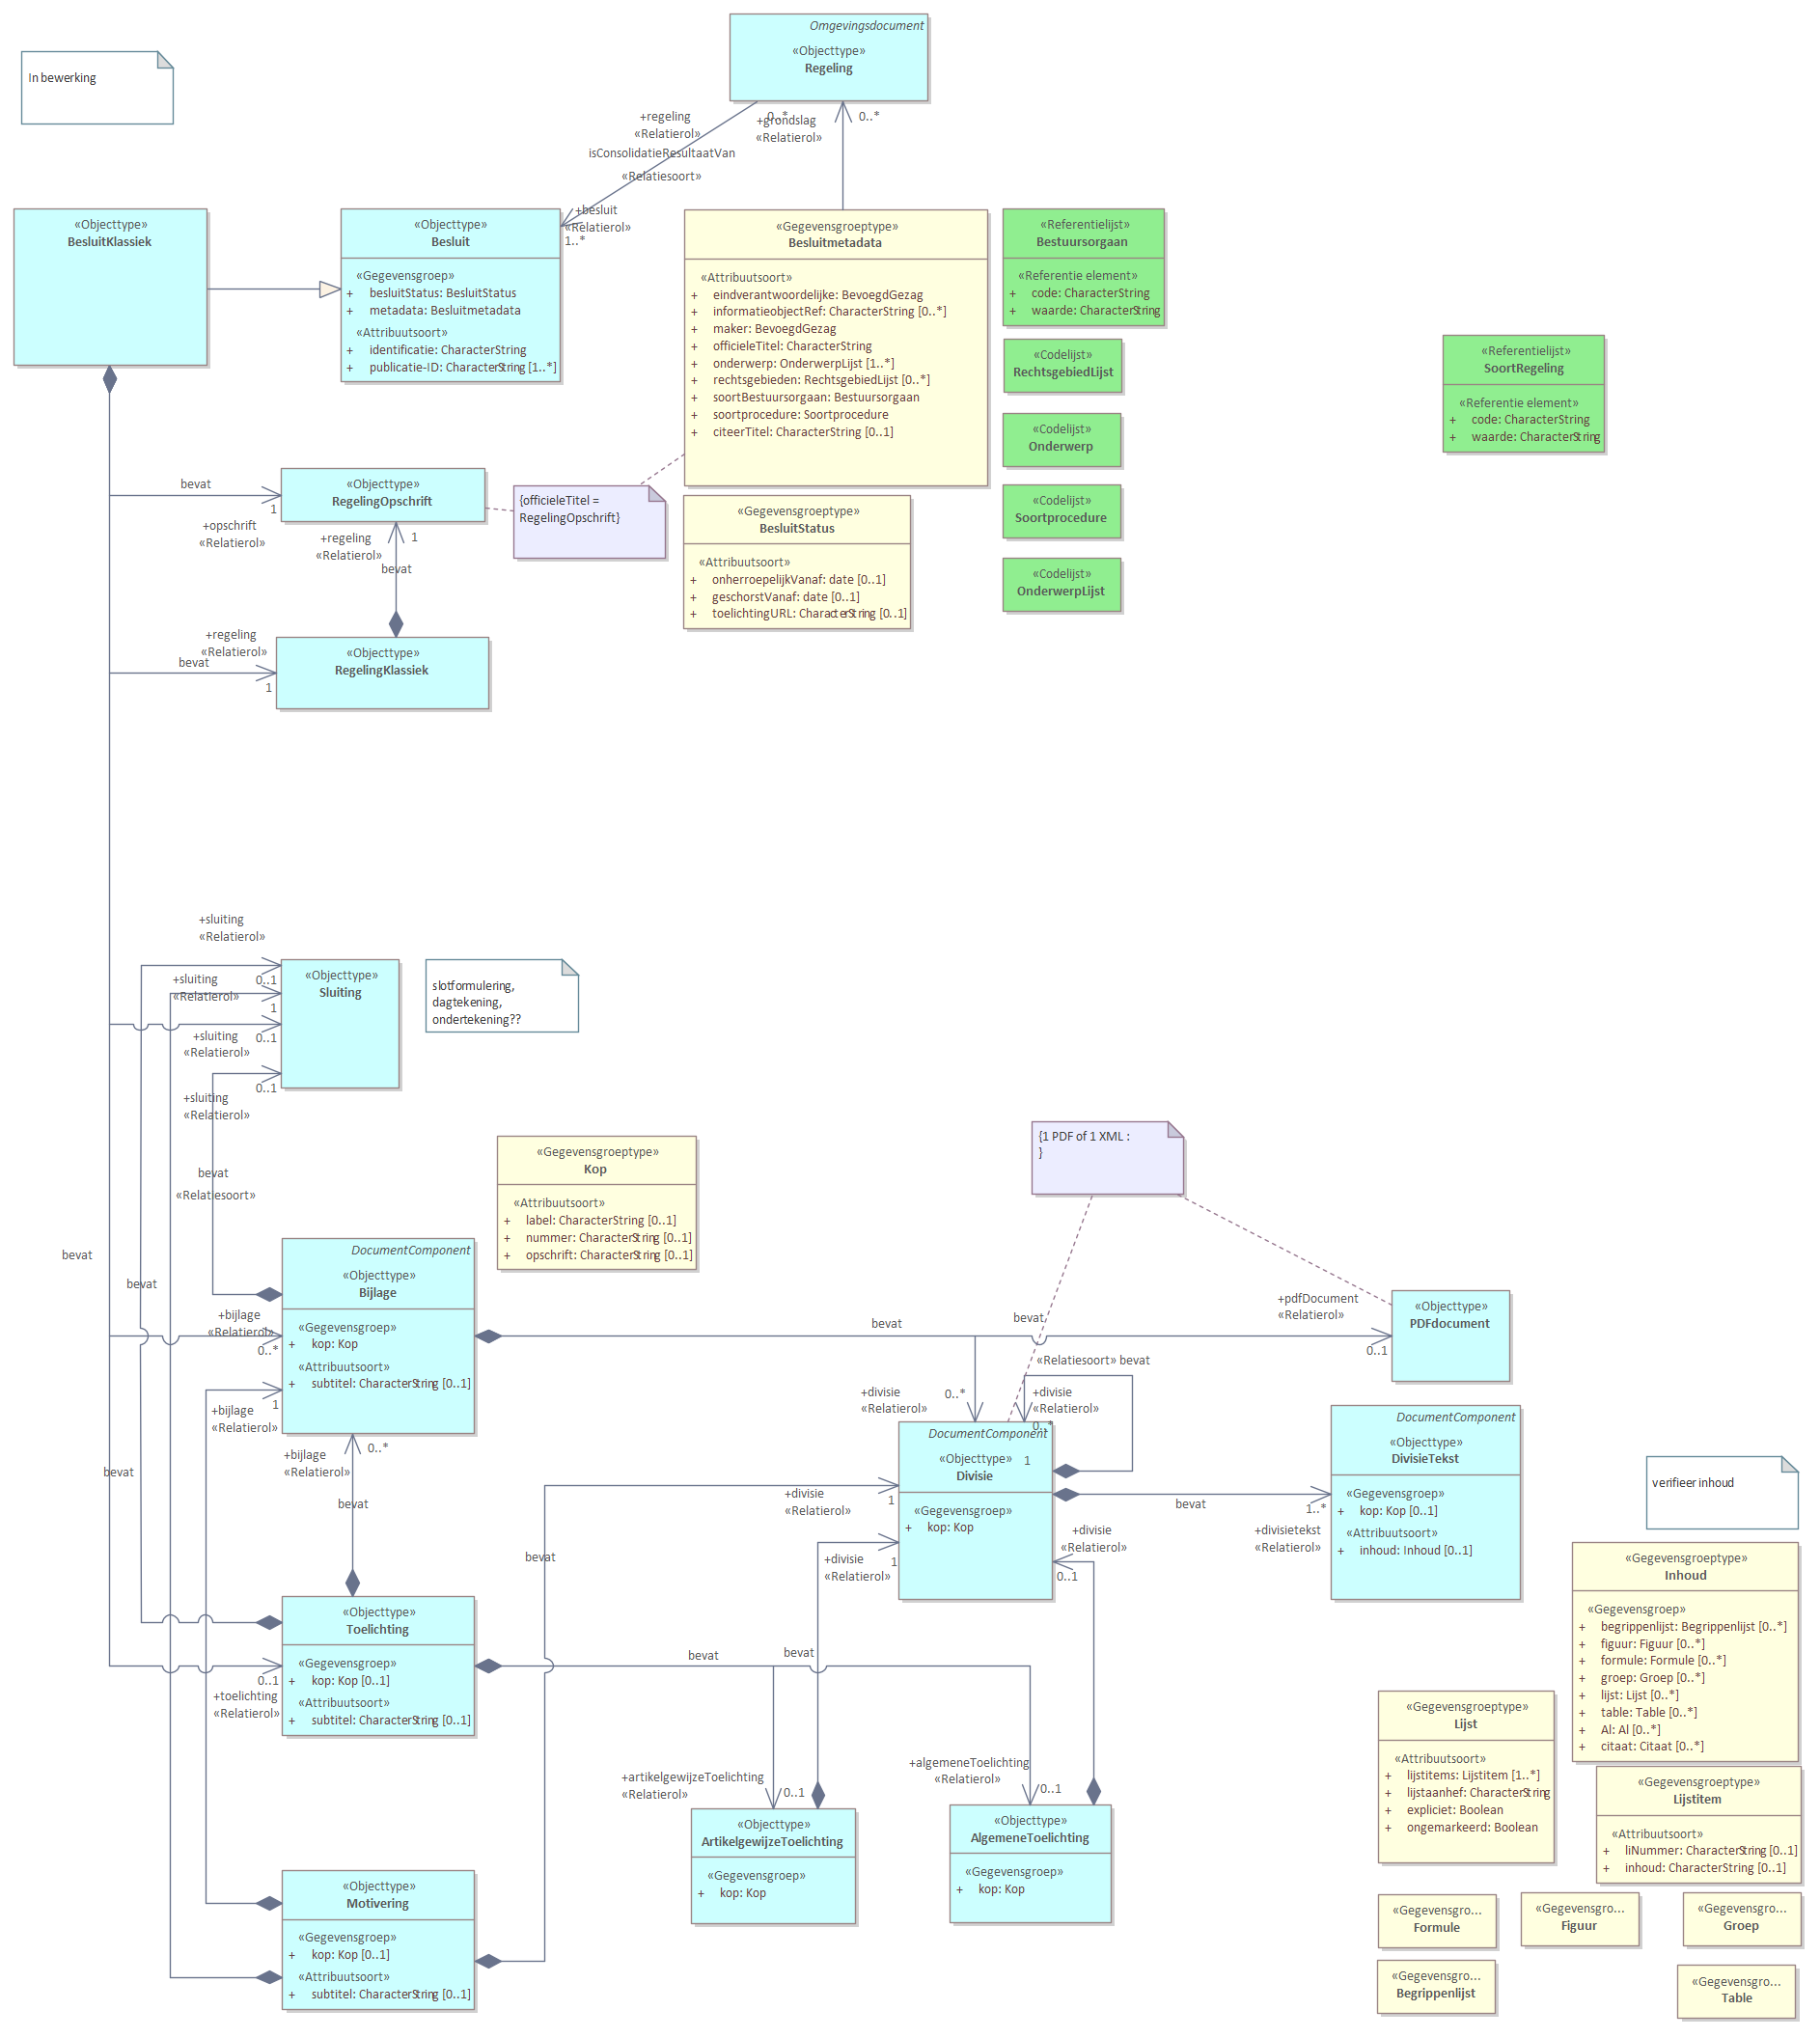 In bewerking
Omgevingsdocument
«Objecttype»
Regeling
+regeling
«Relatierol»
0..*
+grondslag
«Relatierol»
0..*
isConsolidatieResultaatVan
«Relatiesoort»
+besluit
«Relatierol»
1..*
«Objecttype»
BesluitKlassiek
«Objecttype»
Besluit
«Gegevensgroep»
+ besluitStatus: BesluitStatus
+ metadata: Besluitmetadata
«Attribuutsoort»
+ identificatie: CharacterString
+ publicatie-ID: CharacterString [1..*]
«Gegevensgroeptype»
Besluitmetadata
«Attribuutsoort»
+ eindverantwoordelijke: BevoegdGezag
+ informatieobjectRef: CharacterString [0..*]
+ maker: BevoegdGezag
+ officieleTitel: CharacterString
+ onderwerp: OnderwerpLijst [1..*]
+ rechtsgebieden: RechtsgebiedLijst [0..*]
+ soortBestuursorgaan: Bestuursorgaan
+ soortprocedure: Soortprocedure
+ citeerTitel: CharacterString [0..1]
«Referentielijst»
Bestuursorgaan
«Referentie element»
+ code: CharacterString
+ waarde: CharacterString
«Codelijst»
RechtsgebiedLijst
«Codelijst»
Onderwerp
«Codelijst»
Soortprocedure
«Codelijst»
OnderwerpLijst
«Referentielijst»
SoortRegeling
«Referentie element»
+ code: CharacterString
+ waarde: CharacterString
bevat
1
+opschrift
«Relatierol»
«Objecttype»
RegelingOpschrift
{officieleTitel =
RegelingOpschrift}
«Gegevensgroeptype»
BesluitStatus
«Attribuutsoort»
+ onherroepelijkVanaf: date [0..1]
+ geschorstVanaf: date [0..1]
+ toelichtingURL: CharacterString [0..1]
+regeling
«Relatierol»
1
bevat
+regeling
«Relatierol»
bevat
1
«Objecttype»
RegelingKlassiek
+sluiting
«Relatierol»
0..1
+sluiting
«Relatierol»
1
+sluiting
«Relatierol»
0..1
0..1
+sluiting
«Relatierol»
«Objecttype»
Sluiting
slotformulering,
dagtekening,
ondertekening??
bevat
«Relatiesoort»
bevat
bevat
bevat
«Gegevensgroeptype»
Kop
«Attribuutsoort»
+ label: CharacterString [0..1]
+ nummer: CharacterString [0..1]
+ opschrift: CharacterString [0..1]
{1 PDF of 1 XML :
}
DocumentComponent
«Objecttype»
Bijlage
«Gegevensgroep»
+ kop: Kop
«Attribuutsoort»
+ subtitel: CharacterString [0..1]
+bijlage
«Relatierol»
0..*
1
+bijlage
«Relatierol»
+bijlage
«Relatierol»
0..*
bevat
bevat
bevat
+pdfDocument
«Relatierol»
0..1
«Objecttype»
PDFdocument
«Relatiesoort» bevat
+divisie
«Relatierol»
0..*
+divisie
«Relatierol»
0..*
DocumentComponent
«Objecttype»
Divisie
1
«Gegevensgroep»
+ kop: Kop
bevat
1..*
+divisietekst
«Relatierol»
DocumentComponent
«Objecttype»
DivisieTekst
«Gegevensgroep»
+ kop: Kop [0..1]
«Attribuutsoort»
+ inhoud: Inhoud [0..1]
verifieer inhoud
+divisie
«Relatierol»
1
+divisie
«Relatierol»
1
+divisie
«Relatierol»
0..1
bevat
«Objecttype»
Toelichting
«Gegevensgroep»
+ kop: Kop [0..1]
«Attribuutsoort»
+ subtitel: CharacterString [0..1]
0..1
+toelichting
«Relatierol»
bevat
bevat
+artikelgewijzeToelichting
«Relatierol»
0..1
+algemeneToelichting
«Relatierol»
0..1
«Objecttype»
ArtikelgewijzeToelichting
«Gegevensgroep»
+ kop: Kop
«Objecttype»
AlgemeneToelichting
«Gegevensgroep»
+ kop: Kop
«Objecttype»
Motivering
«Gegevensgroep»
+ kop: Kop [0..1]
«Attribuutsoort»
+ subtitel: CharacterString [0..1]
«Gegevensgroeptype»
Inhoud
«Gegevensgroep»
+ begrippenlijst: Begrippenlijst [0..*]
+ figuur: Figuur [0..*]
+ formule: Formule [0..*]
+ groep: Groep [0..*]
+ lijst: Lijst [0..*]
+ table: Table [0..*]
+ Al: Al [0..*]
+ citaat: Citaat [0..*]
«Gegevensgroeptype»
Lijst
«Attribuutsoort»
+ lijstitems: Lijstitem [1..*]
+ lijstaanhef: CharacterString
+ expliciet: Boolean
+ ongemarkeerd: Boolean
«Gegevensgroeptype»
Lijstitem
«Attribuutsoort»
+ liNummer: CharacterString [0..1]
+ inhoud: CharacterString [0..1]
«Gegevensgro...
Formule
«Gegevensgro...
Figuur
«Gegevensgro...
Groep
«Gegevensgro...
Begrippenlijst
«Gegevensgro...
Table